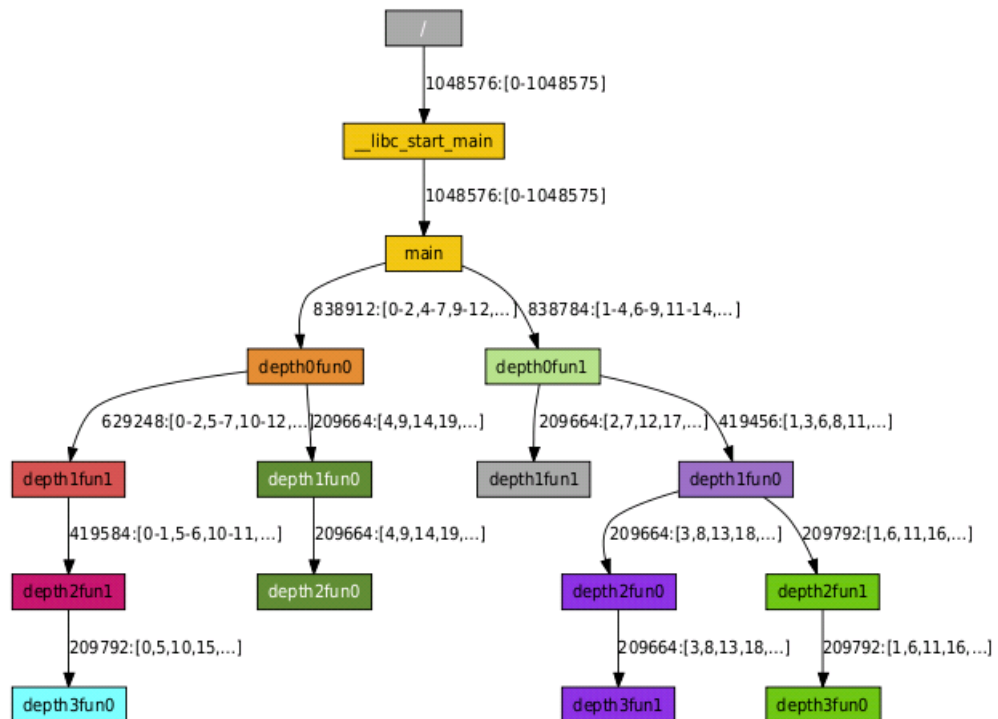 /
1048576:[0-1048575]
__libc_start_main
1048576:[0-1048575]
main
838912:[0-2,4-7,9-12,...]
838784:[1-4,6-9,11-14,...]
depth0fun0
depth0fun1
629248:[0-2,5-7,10-12,...]
209664:[4,9,14,19,...]
209664:[2,7,12,17,...]
419456:[1,3,6,8,11,...]
depth1fun1
depth1fun0
depth1fun1
depth1fun0
419584:[0-1,5-6,10-11,...]
209664:[4,9,14,19,...]
209664:[3,8,13,18,...]
209792:[1,6,11,16,...]
depth2fun1
depth2fun0
depth2fun0
depth2fun1
209792:[0,5,10,15,...]
209664:[3,8,13,18,...]
209792:[1,6,11,16,...]
depth3fun0
depth3fun1
depth3fun0